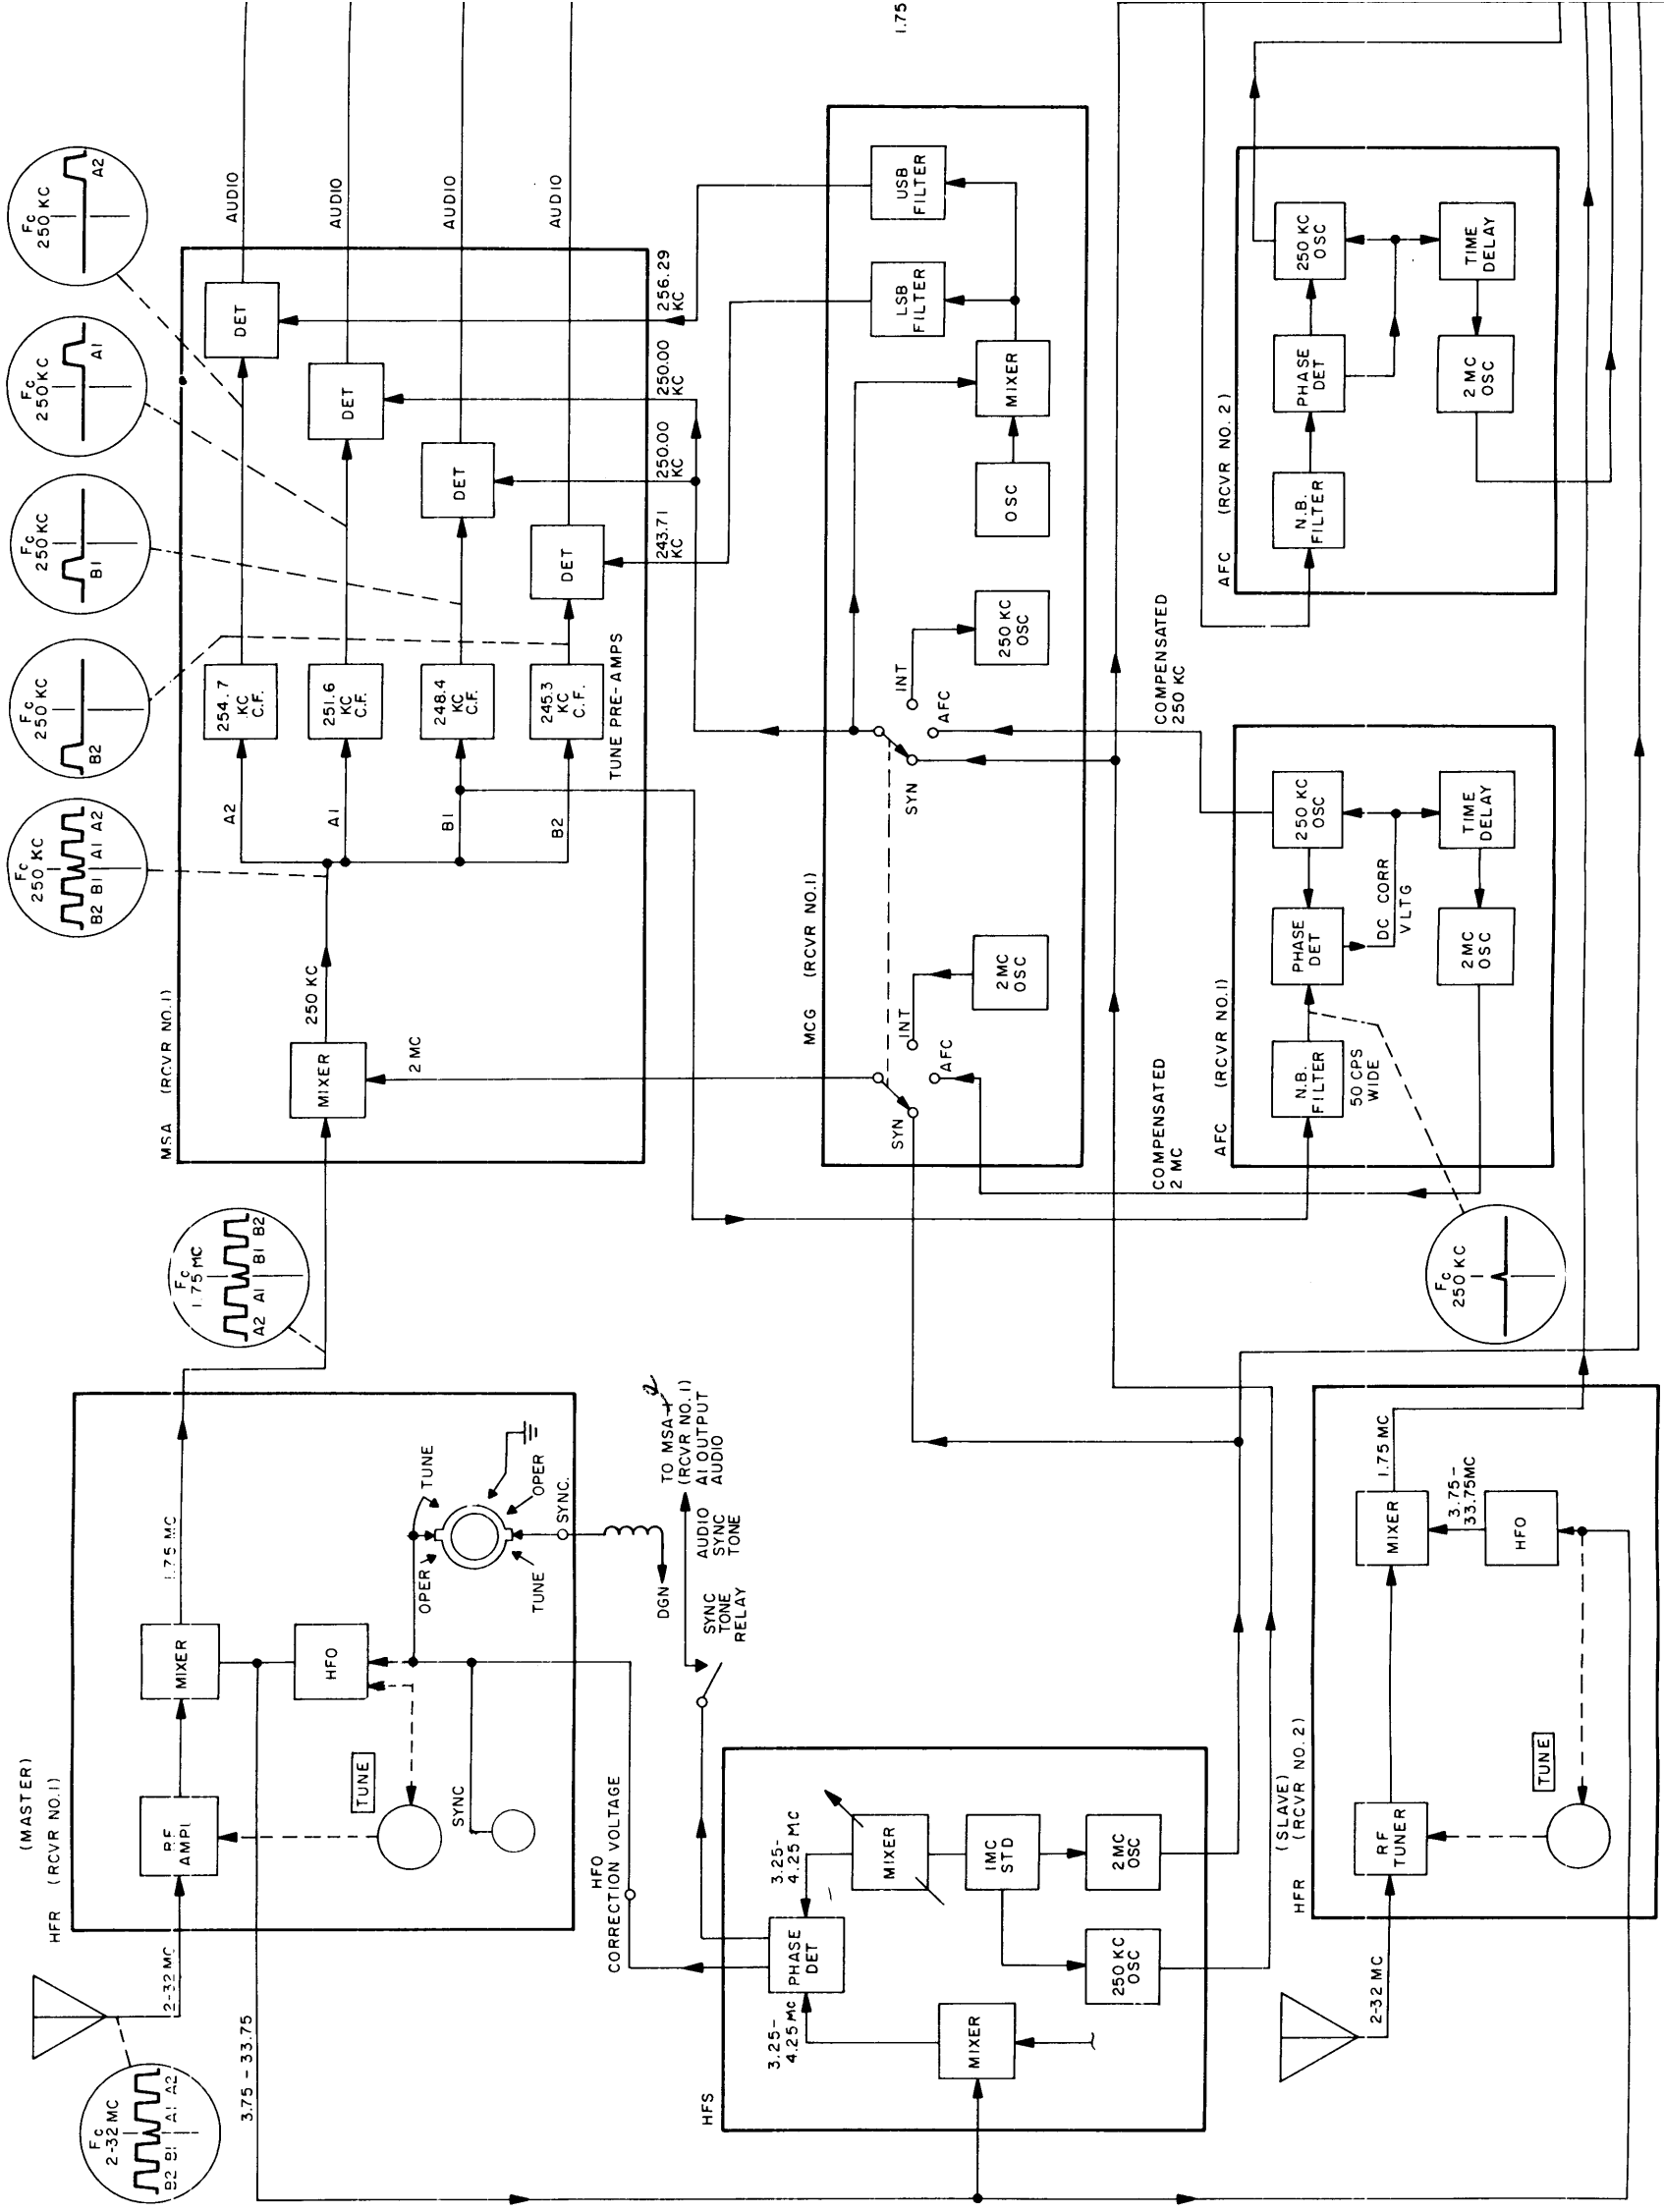 F C
250 KC
A2
F C
250 KC
A1
F C
250 KC
B1
F C
250 KC
B2
F C
250 KC
B2 B1 A1 A2
F C
1.75 MC
A2 A1 B1 B2
F C
2-32 MC
B2 B1 A1 A2
(MASTER)
HFR (RCVR NO.1)
2-32 MC
RF
AMPL
MIXER
1.75 MC
HFO
TUNE
SYNC
OPER
TUNE
TUNE
OPER
SYNC.
DGN
3.75 - 33.75
MSA (RCVR NO.1)
MIXER
250 KC
2 MC
A2
A1
B1
B2
254.7
KC
C.F.
251.6
KC
C.F.
248.4
KC
C.F.
245.3
KC
C.F.
TUNE PRE-AMPS
DET
DET
DET
DET
AUDIO
AUDIO
AUDIO
AUDIO
243.71
KC
250.00
KC
250.00
KC
256.29
KC
TO MSA-1
2
(RCVR NO.1)
A1 OUTPUT
AUDIO
AUDIO
SYNC
TONE
SYNC
TONE
RELAY
HFO
CORRECTION VOLTAGE
HFS
3.25-
4.25 MC
PHASE
DET
3.25-
4.25 MC
MIXER
MIXER
1MC
STD
250 KC
OSC
2 MC
OSC
MCG (RCVR NO.1)
SYN
AFC
INT
2 MC
OSC
SYN
AFC
INT
250 KC
OSC
OSC
MIXER
LSB
FILTER
USB
FILTER
1.75
COMPENSATED
2 MC
COMPENSATED
250 KC
AFC (RCVR NO.1)
N.B.
FILTER
50 CPS
WIDE
PHASE
DET
DC CORR
VLTG
250 KC
OSC
TIME
DELAY
2 MC
OSC
F C
250 KC
AFC (RCVR NO. 2)
N.B.
FILTER
PHASE
DET
250 KC
OSC
TIME
DELAY
2 MC
OSC
(SLAVE)
HFR (RCVR NO. 2)
2-32 MC
RF
TUNER
TUNE
MIXER
1.75 MC
3.75-
33.75MC
HFO